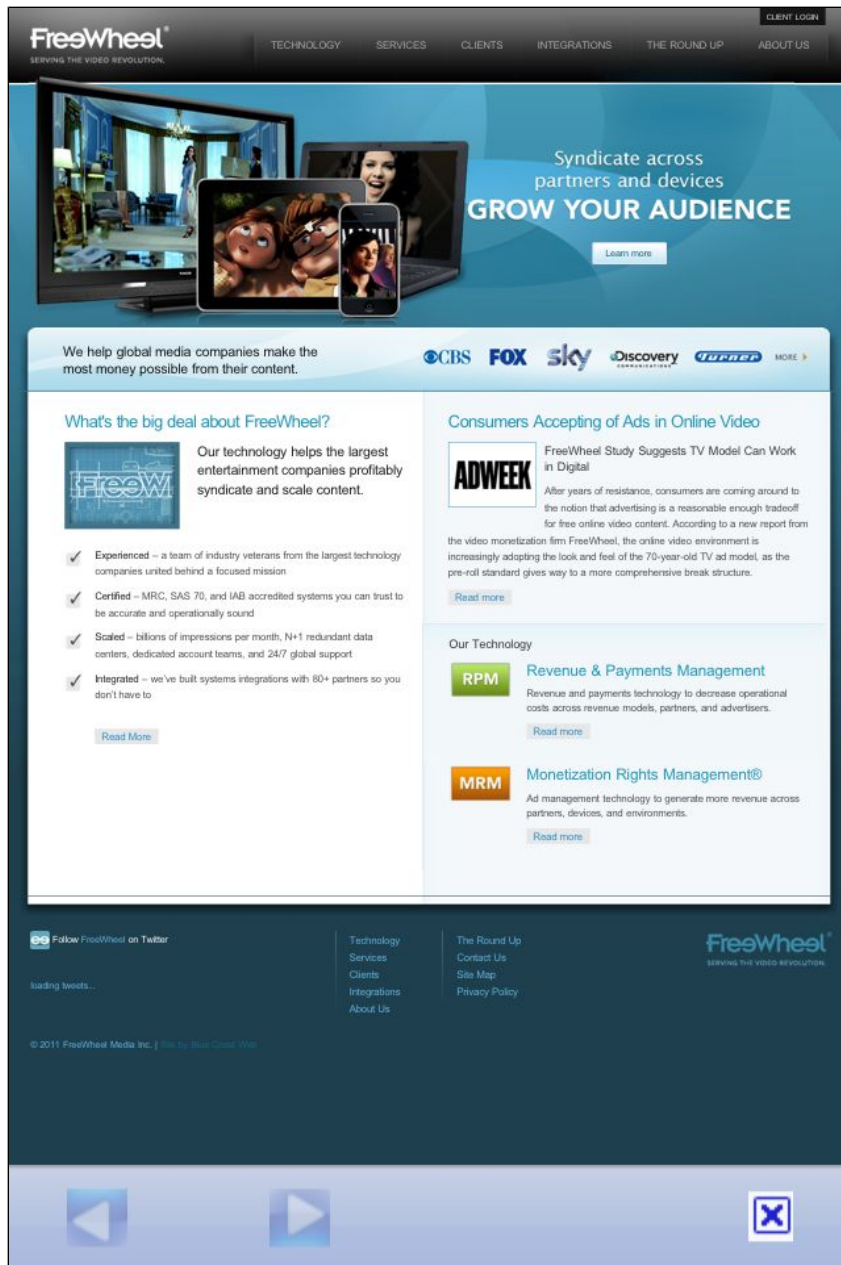 CLIENT LOGIN
FreeWheel®
SERVING THE VIDEO REVOLUTION.
TECHNOLOGY SERVICES CLIENTS INTEGRATIONS THE ROUND UP ABOUT US
Syndicate across
partners and devices
GROW YOUR AUDIENCE
Learn more
We help global media companies make the
most money possible from their content.
CBS FOX sky Discovery COMMUNICATIONS Turner MORE
What's the big deal about FreeWheel?
FreeW
Our technology helps the largest
entertainment companies profitably
syndicate and scale content.
Experienced – a team of industry veterans from the largest technology
companies united behind a focused mission
Certified – MRC, SAS 70, and IAB accredited systems you can trust to
be accurate and operationally sound
Scaled – billions of impressions per month, N+1 redundant data
centers, dedicated account teams, and 24/7 global support
Integrated – we've built systems integrations with 80+ partners so you
don't have to
Read More
Consumers Accepting of Ads in Online Video
ADWEEK
FreeWheel Study Suggests TV Model Can Work
in Digital
After years of resistance, consumers are coming around to
the notion that advertising is a reasonable enough tradeoff
for free online video content. According to a new report from
the video monetization firm FreeWheel, the online video environment is
increasingly adopting the look and feel of the 70-year-old TV ad model, as the
pre-roll standard gives way to a more comprehensive break structure.
Read more
Our Technology
RPM
Revenue & Payments Management
Revenue and payments technology to decrease operational
costs across revenue models, partners, and advertisers.
Read more
MRM
Monetization Rights Management®
Ad management technology to generate more revenue across
partners, devices, and environments.
Read more
Follow FreeWheel on Twitter
loading tweets...
Technology
Services
Clients
Integrations
About Us
The Round Up
Contact Us
Site Map
Privacy Policy
FreeWheel®
SERVING THE VIDEO REVOLUTION.
© 2011 FreeWheel Media Inc. | Site by Blue Coast Web